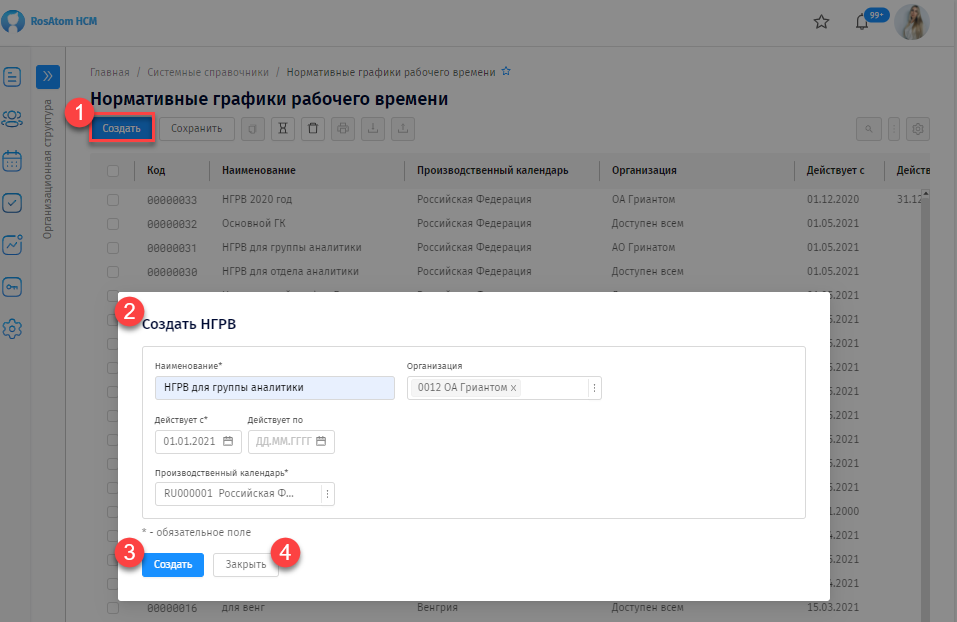 RosAtom HCM
99+
Главная / Системные справочники / Нормативные графики рабочего времени
Нормативные графики рабочего времени
1
Создать Сохранить
Организационная структура
Код Наименование Производственный календарь Организация Действует с Действ
00000033 НГРВ 2020 год Российская Федерация ОА Гриантом 01.12.2020 31.12
00000032 Основной ГК Российская Федерация Доступен всем 01.05.2021
00000031 НГРВ для группы аналитики Российская Федерация АО Гринатом 01.05.2021
00000030 НГРВ для отдела аналитики Российская Федерация Доступен всем 01.05.2021
2
Создать НГРВ
Наименование* Организация
НГРВ для группы аналитики 0012 ОА Гриантом x
Действует с* Действует по
01.01.2021 ДД.ММ.ГГГГ
Производственный календарь*
RU000001 Российская Ф...
* - обязательное поле
3 4
Создать Закрыть
00000016 для венг Венгрия Доступен всем 15.03.2021